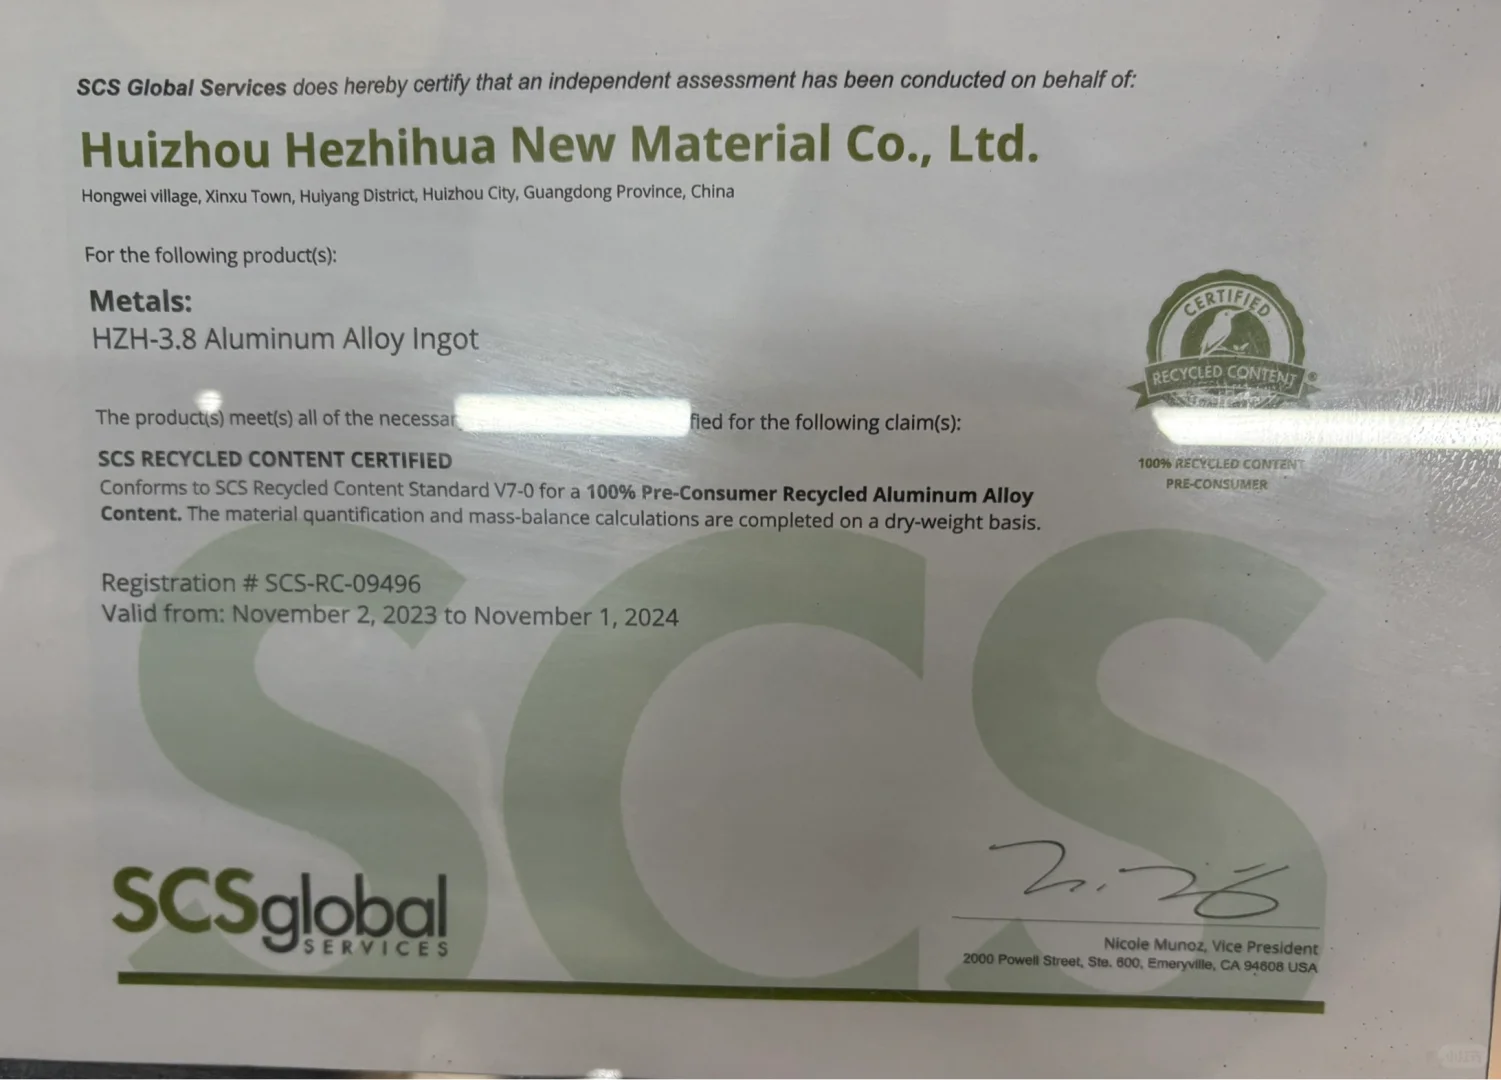 SCS Global Services does hereby certify that an independent assessment has been conducted on behalf of:
Huizhou Hezhihua New Material Co., Ltd.
Hongwei village, Xinxu Town, Huiyang District, Huizhou City, Guangdong Province, China
For the following product(s):
Metals:
HZH-3.8 Aluminum Alloy Ingot
CERTIFIED
RECYCLED CONTENT
The product(s) meet(s) all of the necessar
fied for the following claim(s):
SCS RECYCLED CONTENT CERTIFIED
Conforms to SCS Recycled Content Standard V7-0 for a 100% Pre-Consumer Recycled Aluminum Alloy
Content. The material quantification and mass-balance calculations are completed on a dry-weight basis.
100% RECYCLED CONTENT
PRE-CONSUMER
Registration # SCS-RC-09496
Valid from: November 2, 2023 to November 1, 2024
SCS
SCSglobal
SERVICES
Nicole Munoz, Vice President
2000 Powell Street, Ste. 600, Emeryville, CA 94608 USA